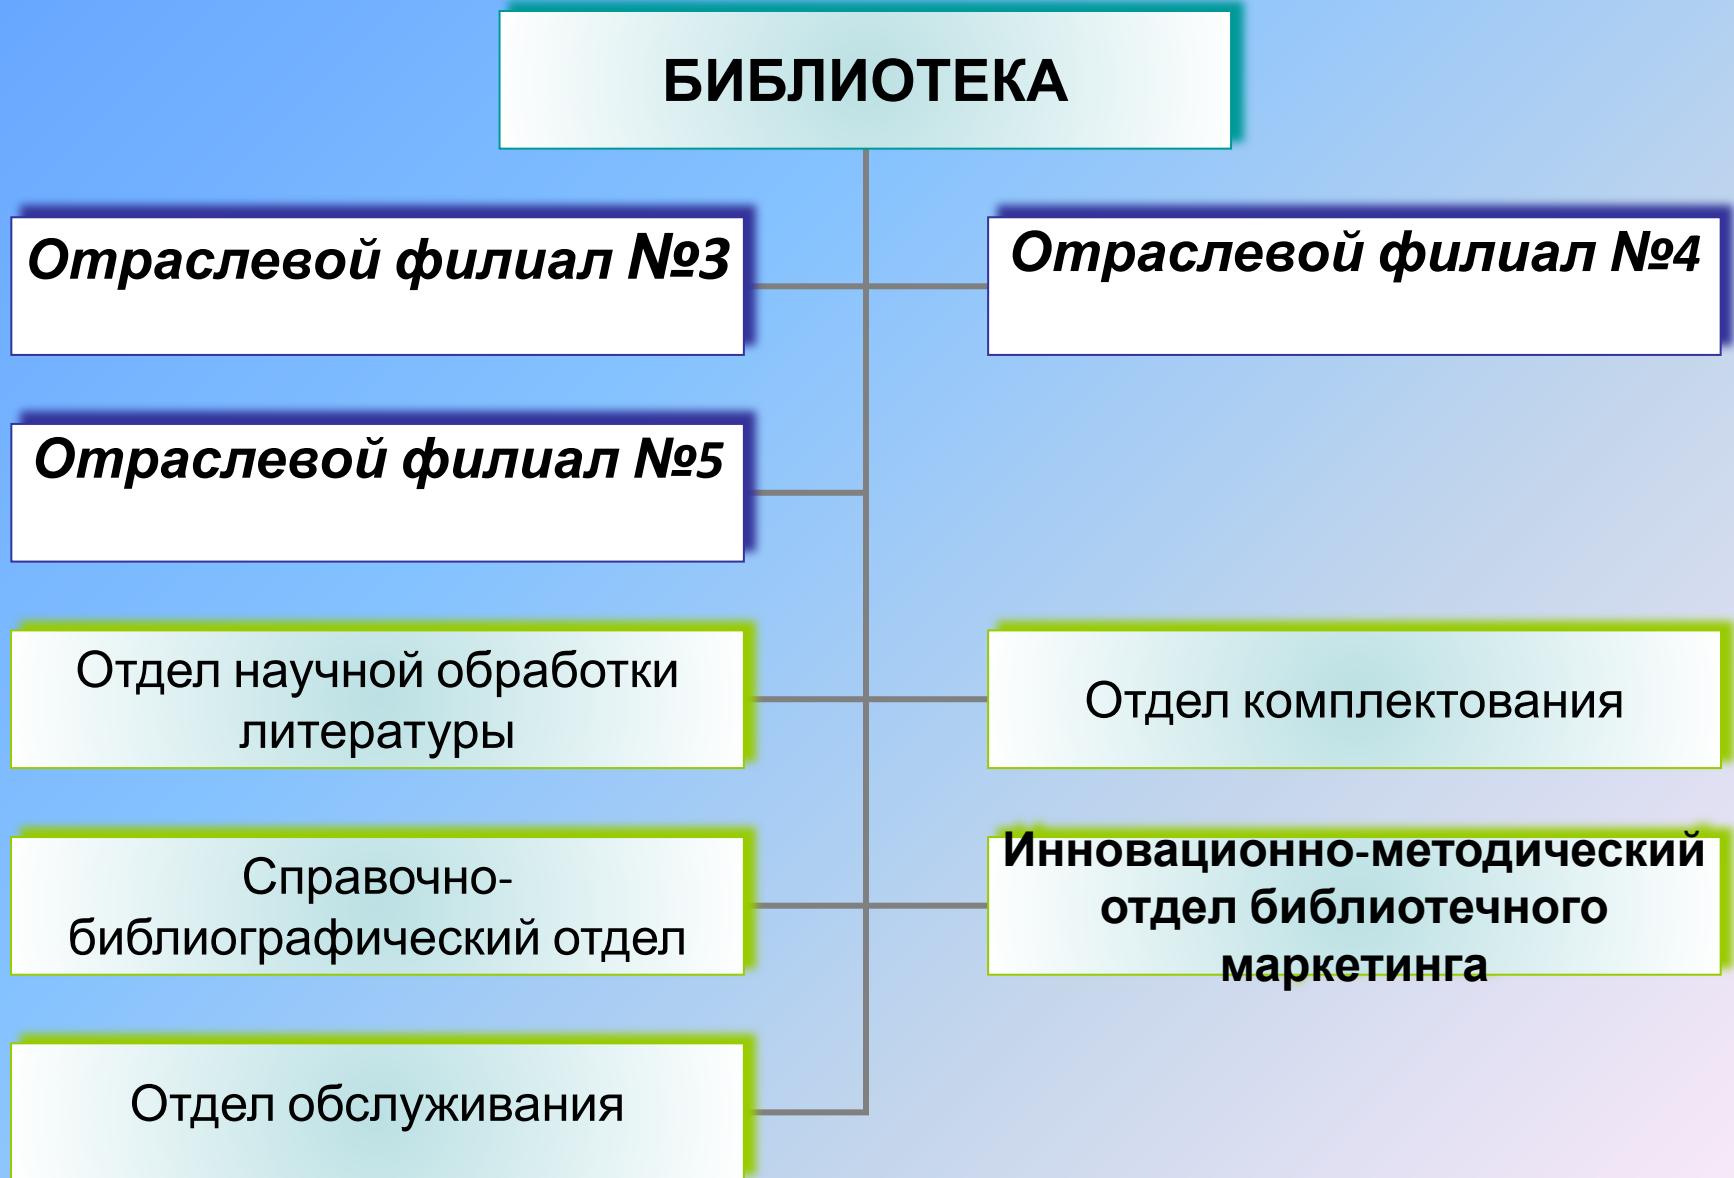 БИБЛИОТЕКА
Отраслевой филиал №3
Отраслевой филиал №4
Отраслевой филиал №5
Отдел научной обработки
литературы
Отдел комплектования
Справочно-
библиографический отдел
Инновационно-методический
отдел библиотечного
маркетинга
Отдел обслуживания